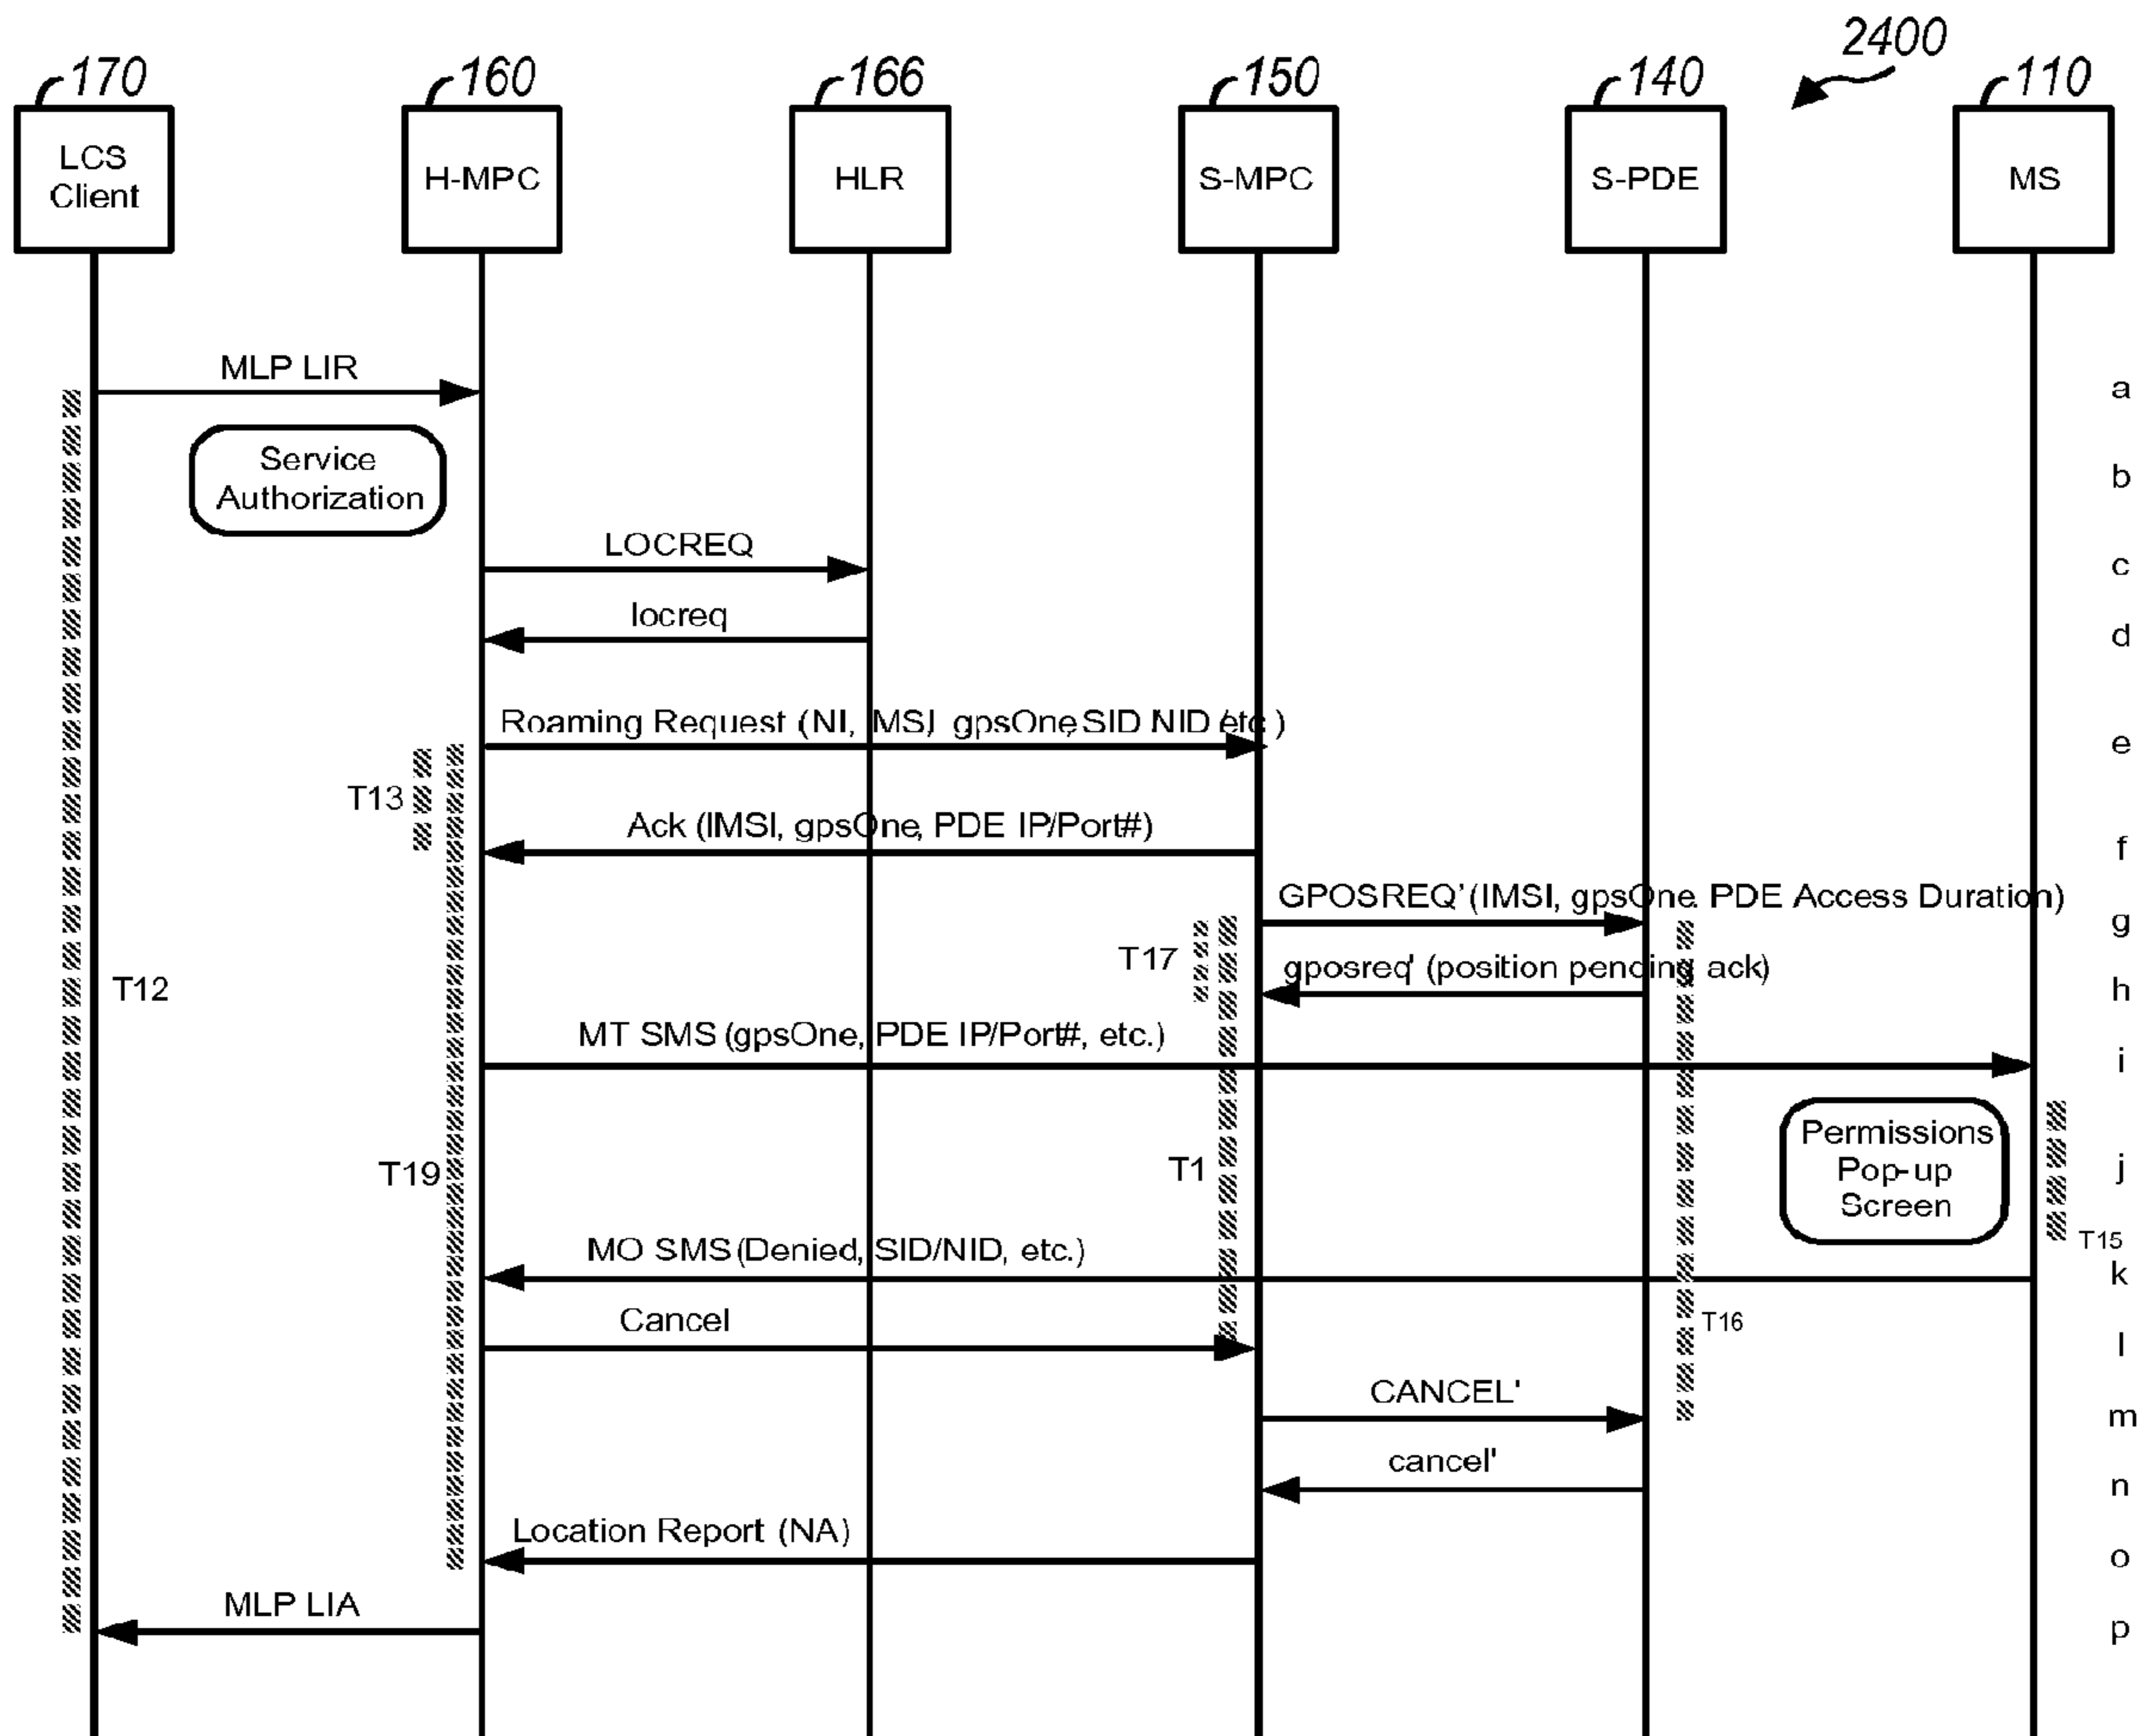 2400
170
160
166
150
140
110
LCS
Client
H-MPC
HLR
S-MPC
S-PDE
MS
MLP LIR
a
Service
Authorization
b
LOCREQ
c
locreq
d
Roaming Request (NI, MSI, gpsOne, SID NID etc.)
e
T13
Ack (IMSI, gpsOne, PDE IP/Port#)
f
GPOSREQ' (IMSI, gpsOne. PDE Access Duration)
g
T17
gposreq' (position pending ack)
h
T12
MT SMS (gpsOne, PDE IP/Port#, etc.)
i
Permissions
Pop-up
Screen
j
T19
T1
T15
MO SMS (Denied, SID/NID, etc.)
k
Cancel
T16
l
CANCEL'
m
cancel'
n
Location Report (NA)
o
MLP LIA
p